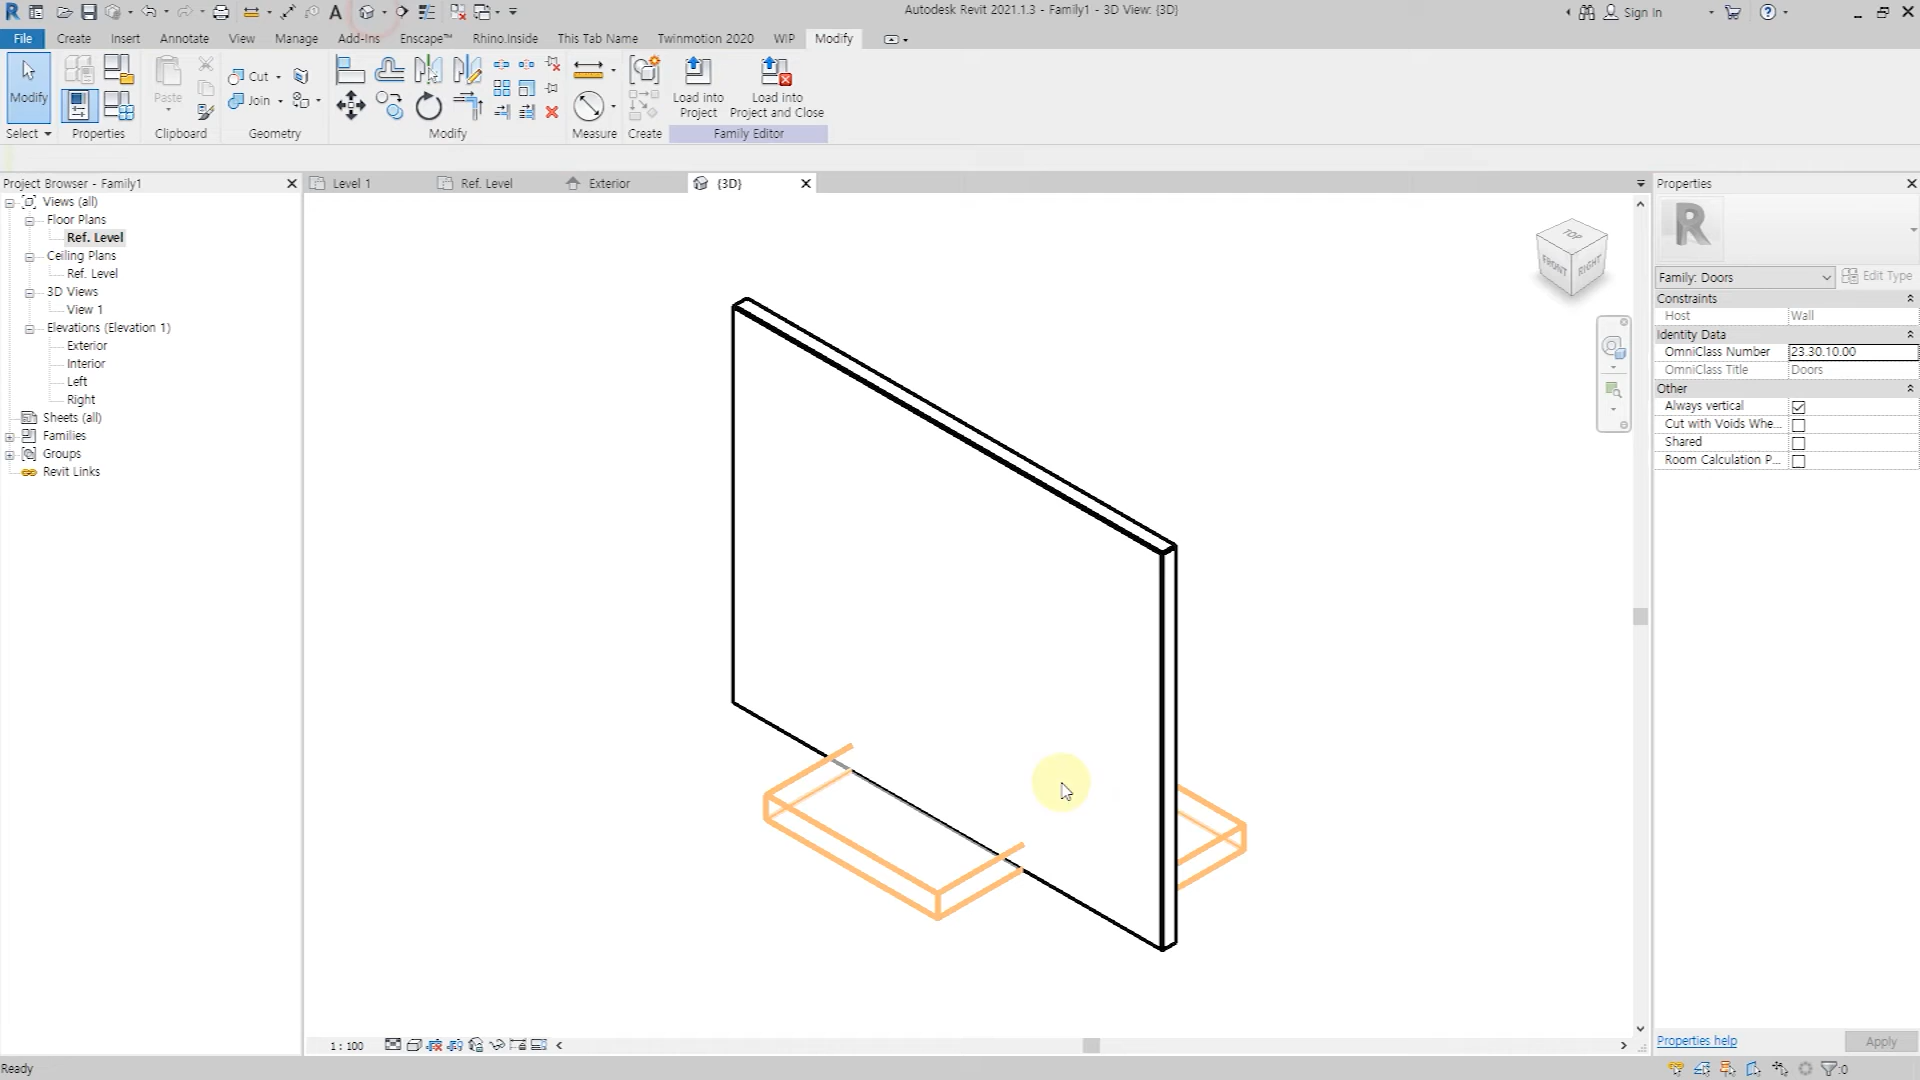 Autodesk Revit 2021.1.3 - Family1 - 3D View: {3D}
Sign In
File
Create
Insert
Annotate
View
Manage
Add-Ins
Enscape™
Rhino.Inside
This Tab Name
Twinmotion 2020
WIP
Modify
Modify
Paste
Cut
Join
Load into
Project
Load into
Project and Close
Select
Properties
Clipboard
Geometry
Modify
Measure
Create
Family Editor
Project Browser - Family1
Level 1
Ref. Level
Exterior
{3D}
Properties
Views (all)
Floor Plans
Ref. Level
Ceiling Plans
Ref. Level
3D Views
View 1
Elevations (Elevation 1)
Exterior
Interior
Left
Right
Sheets (all)
Families
Groups
Revit Links
TOP
FRONT
RIGHT
R
Family: Doors
Edit Type
Constraints
Host
Wall
Identity Data
OmniClass Number
23.30.10.00
OmniClass Title
Doors
Other
Always vertical
Cut with Voids Whe...
Shared
Room Calculation P...
Properties help
Apply
1 : 100
Ready
:0